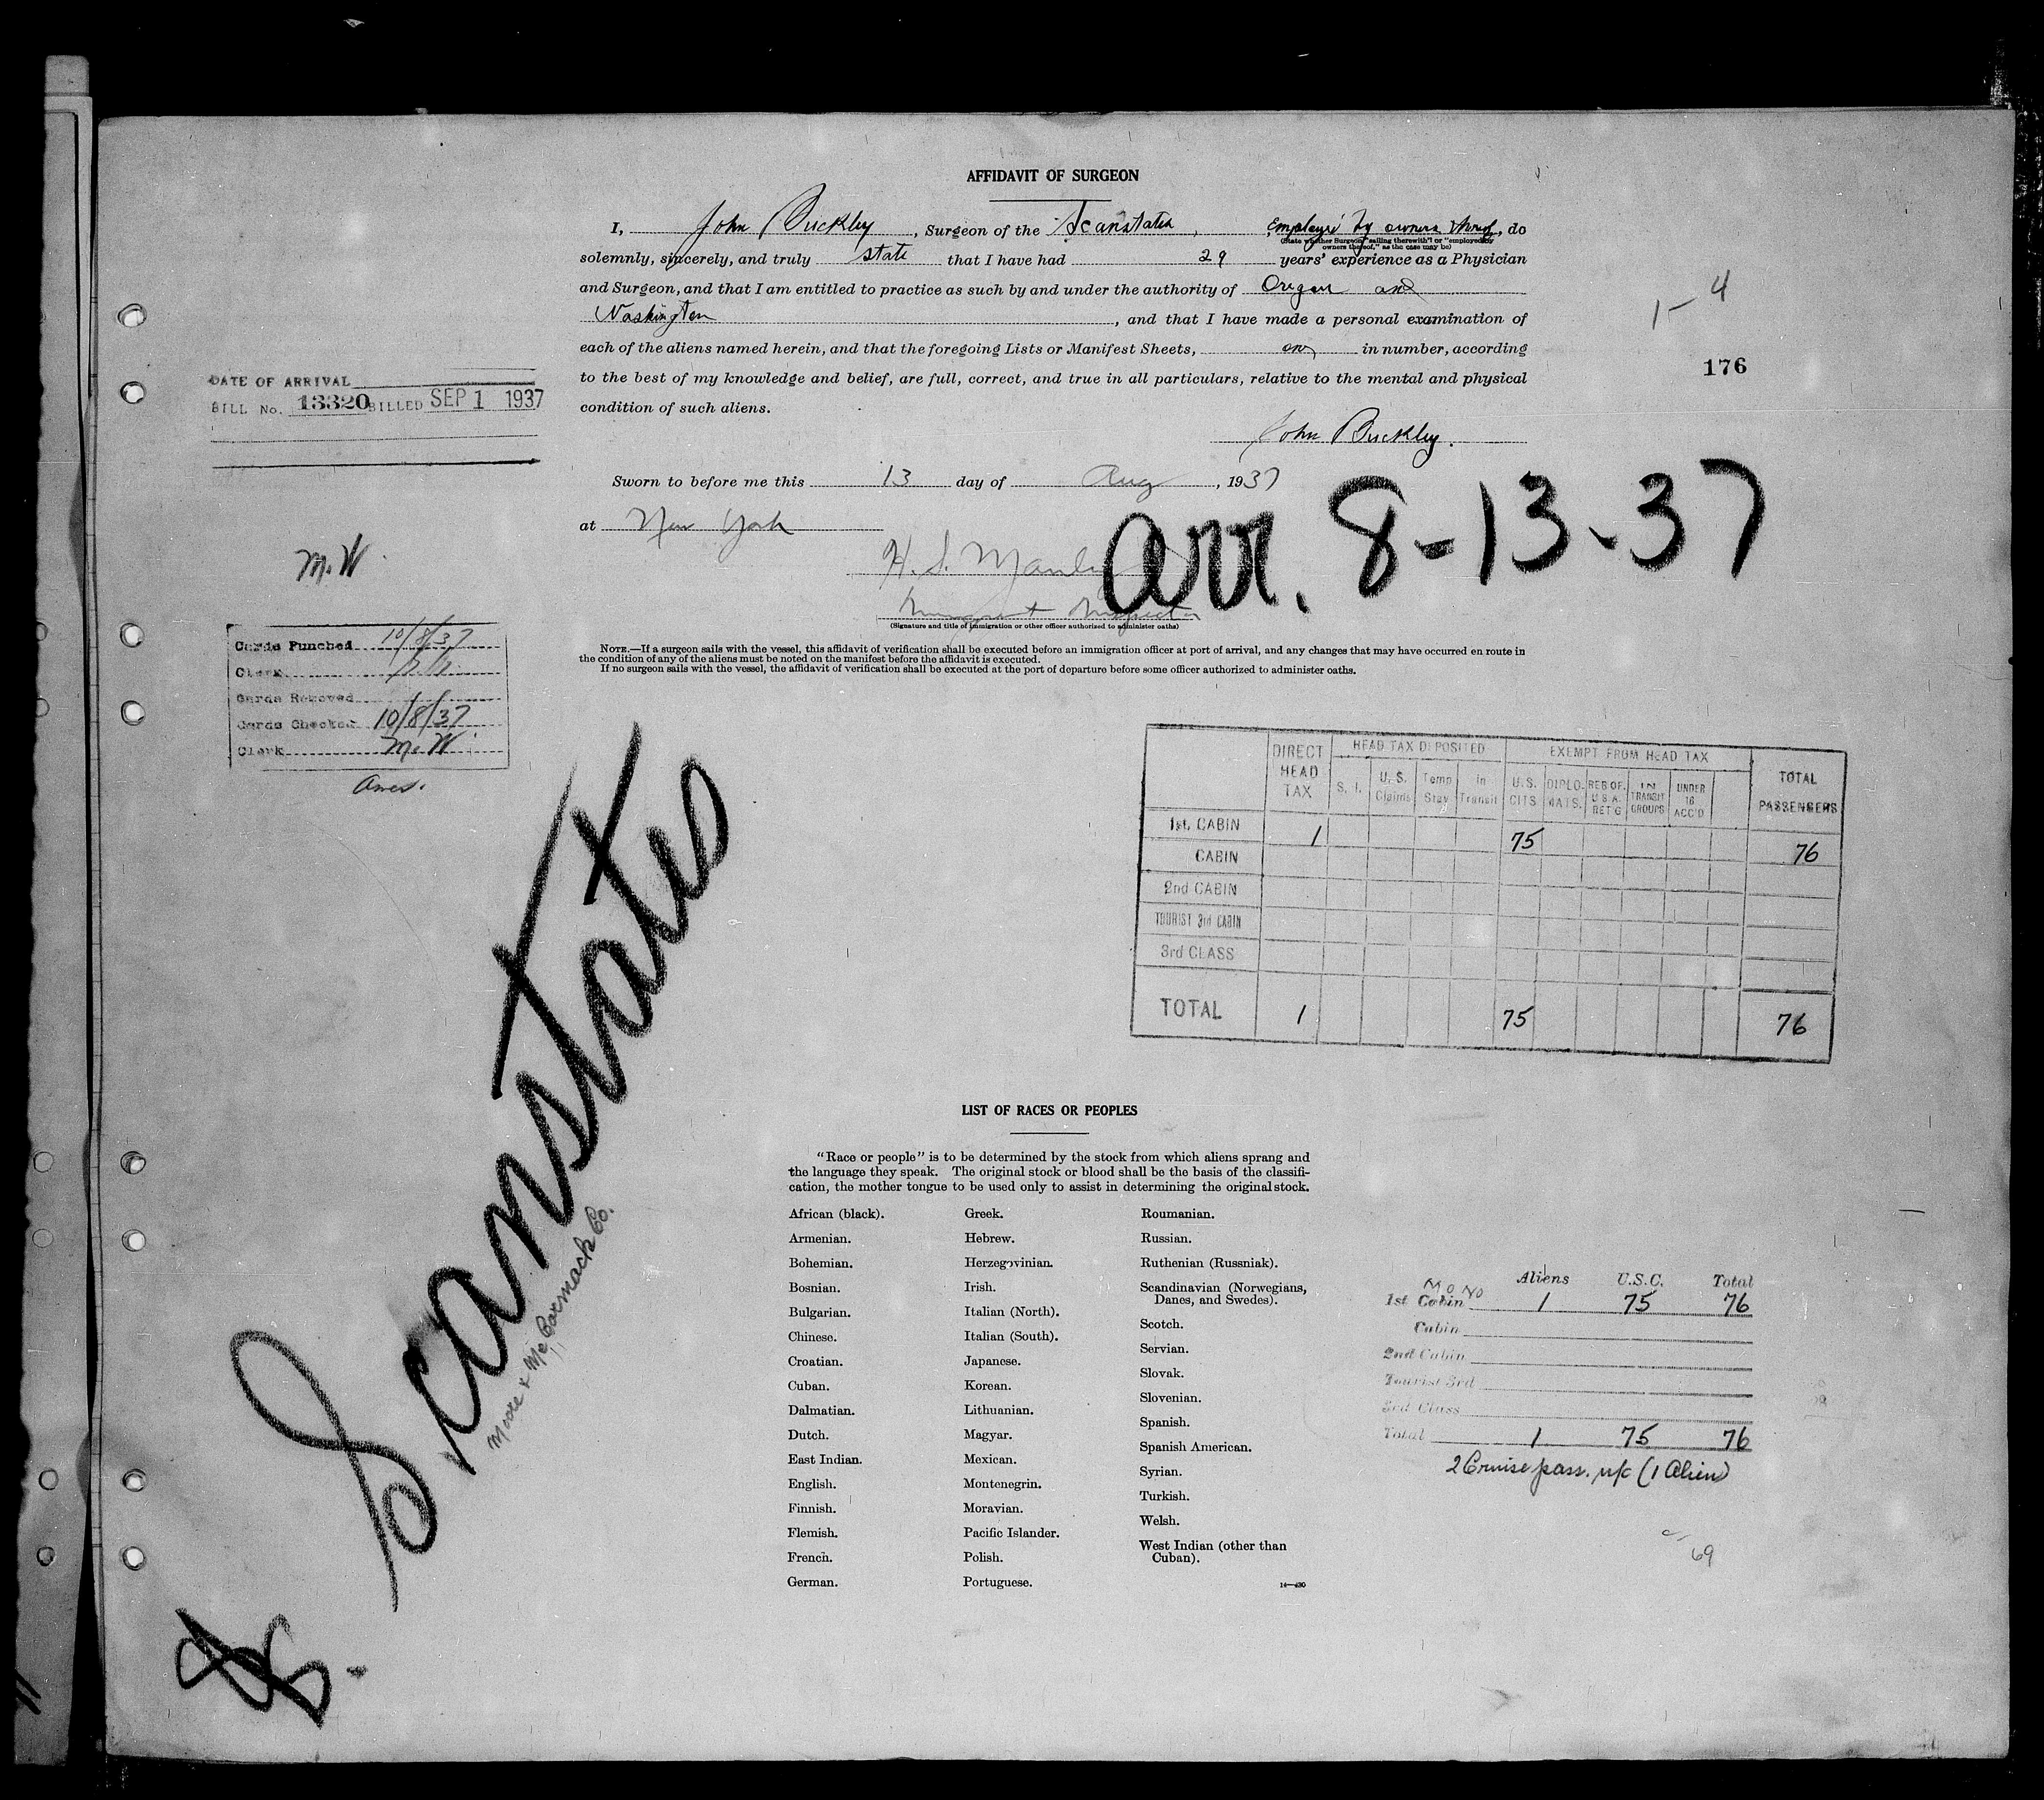 AFFIDAVIT OF SURGEON
I, John Buckley, Surgeon of the Scanstates, Employed by owners thereof, do
(State whether Surgeon "sailing therewith" or "employed by
owners thereof," as the case may be)
solemnly, sincerely, and truly state that I have had 29 years' experience as a Physician
and Surgeon, and that I am entitled to practice as such by and under the authority of Oregon and
Washington, and that I have made a personal examination of
each of the aliens named herein, and that the foregoing Lists or Manifest Sheets, one in number, according
to the best of my knowledge and belief, are full, correct, and true in all particulars, relative to the mental and physical
condition of such aliens.
John Buckley.
1-4
176
DATE OF ARRIVAL
BILL No. 13320 BILLED SEP 1 1937
Sworn to before me this 13 day of Aug, 1937
at New York
arr. 8-13-37
H. S. Manly
Immigrant Inspector
(Signature and title of immigration or other officer authorized to administer oaths)
NOTE.—If a surgeon sails with the vessel, this affidavit of verification shall be executed before an immigration officer at port of arrival, and any changes that may have occurred en route in
the condition of any of the aliens must be noted on the manifest before the affidavit is executed.
If no surgeon sails with the vessel, the affidavit of verification shall be executed at the port of departure before some officer authorized to administer oaths.
M.W.
Cards Punched 10/8/37
Clerk
Cards Removed
Cards Checked 10/8/37
Clerk M.W.
Scanstates
Moore & McCormack Co.
DIRECT HEAD TAX
HEAD TAX DEPOSITED
EXEMPT FROM HEAD TAX
TOTAL PASSENGERS
S. I.
U. S. Claims
Temp Stay
In Transit
U.S. CITS
DIPLO. MATS.
RES OF. U S A. RET'G
IN TRANSIT GROUPS
UNDER 16 ACC'D
1st. CABIN 1 75 76
CABIN
2nd CABIN
TOURIST 3rd CABIN
3rd CLASS
TOTAL 1 75 76
LIST OF RACES OR PEOPLES
"Race or people" is to be determined by the stock from which aliens sprang and
the language they speak. The original stock or blood shall be the basis of the classifi-
cation, the mother tongue to be used only to assist in determining the original stock.
African (black).
Armenian.
Bohemian.
Bosnian.
Bulgarian.
Chinese.
Croatian.
Cuban.
Dalmatian.
Dutch.
East Indian.
English.
Finnish.
Flemish.
French.
German.
Greek.
Hebrew.
Herzegovinian.
Irish.
Italian (North).
Italian (South).
Japanese.
Korean.
Lithuanian.
Magyar.
Mexican.
Montenegrin.
Moravian.
Pacific Islander.
Polish.
Portuguese.
Roumanian.
Russian.
Ruthenian (Russniak).
Scandinavian (Norwegians,
Danes, and Swedes).
Scotch.
Servian.
Slovak.
Slovenian.
Spanish.
Spanish American.
Syrian.
Turkish.
Welsh.
West Indian (other than
Cuban).
14—430
Aliens U.S.C. Total
MONO
1st Cabin 1 75 76
Cabin
2nd Cabin
Tourist 3rd
3rd Class
Total 1 75 76
2 Cruise pass. n/c (1 Alien)
69